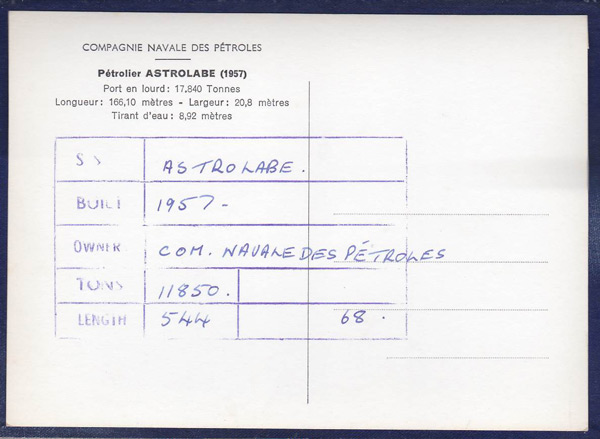 COMPAGNIE NAVALE DES PÉTROLES
Pétrolier ASTROLABE (1957)
Port en lourd : 17.840 Tonnes
Longueur : 166,10 mètres - Largeur : 20,8 mètres
Tirant d'eau : 8,92 mètres
S S ASTROLABE.
BUILT 1957-
OWNER COM. NAVALE DES PÉTROLES
TONS 11850.
LENGTH 544 68.